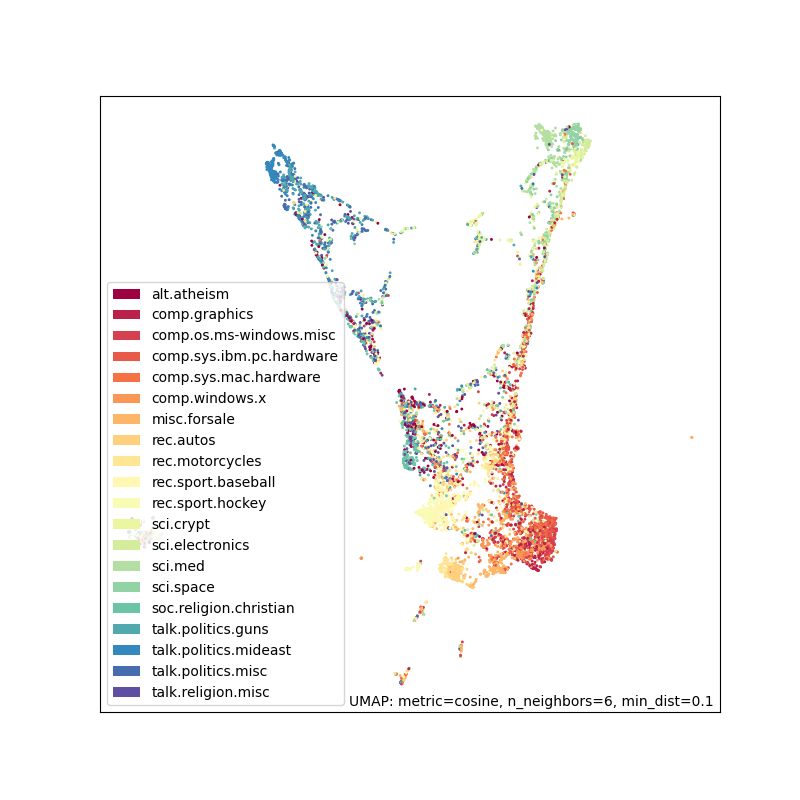 alt.atheism
comp.graphics
comp.os.ms-windows.misc
comp.sys.ibm.pc.hardware
comp.sys.mac.hardware
comp.windows.x
misc.forsale
rec.autos
rec.motorcycles
rec.sport.baseball
rec.sport.hockey
sci.crypt
sci.electronics
sci.med
sci.space
soc.religion.christian
talk.politics.guns
talk.politics.mideast
talk.politics.misc
talk.religion.misc
UMAP: metric=cosine, n_neighbors=6, min_dist=0.1